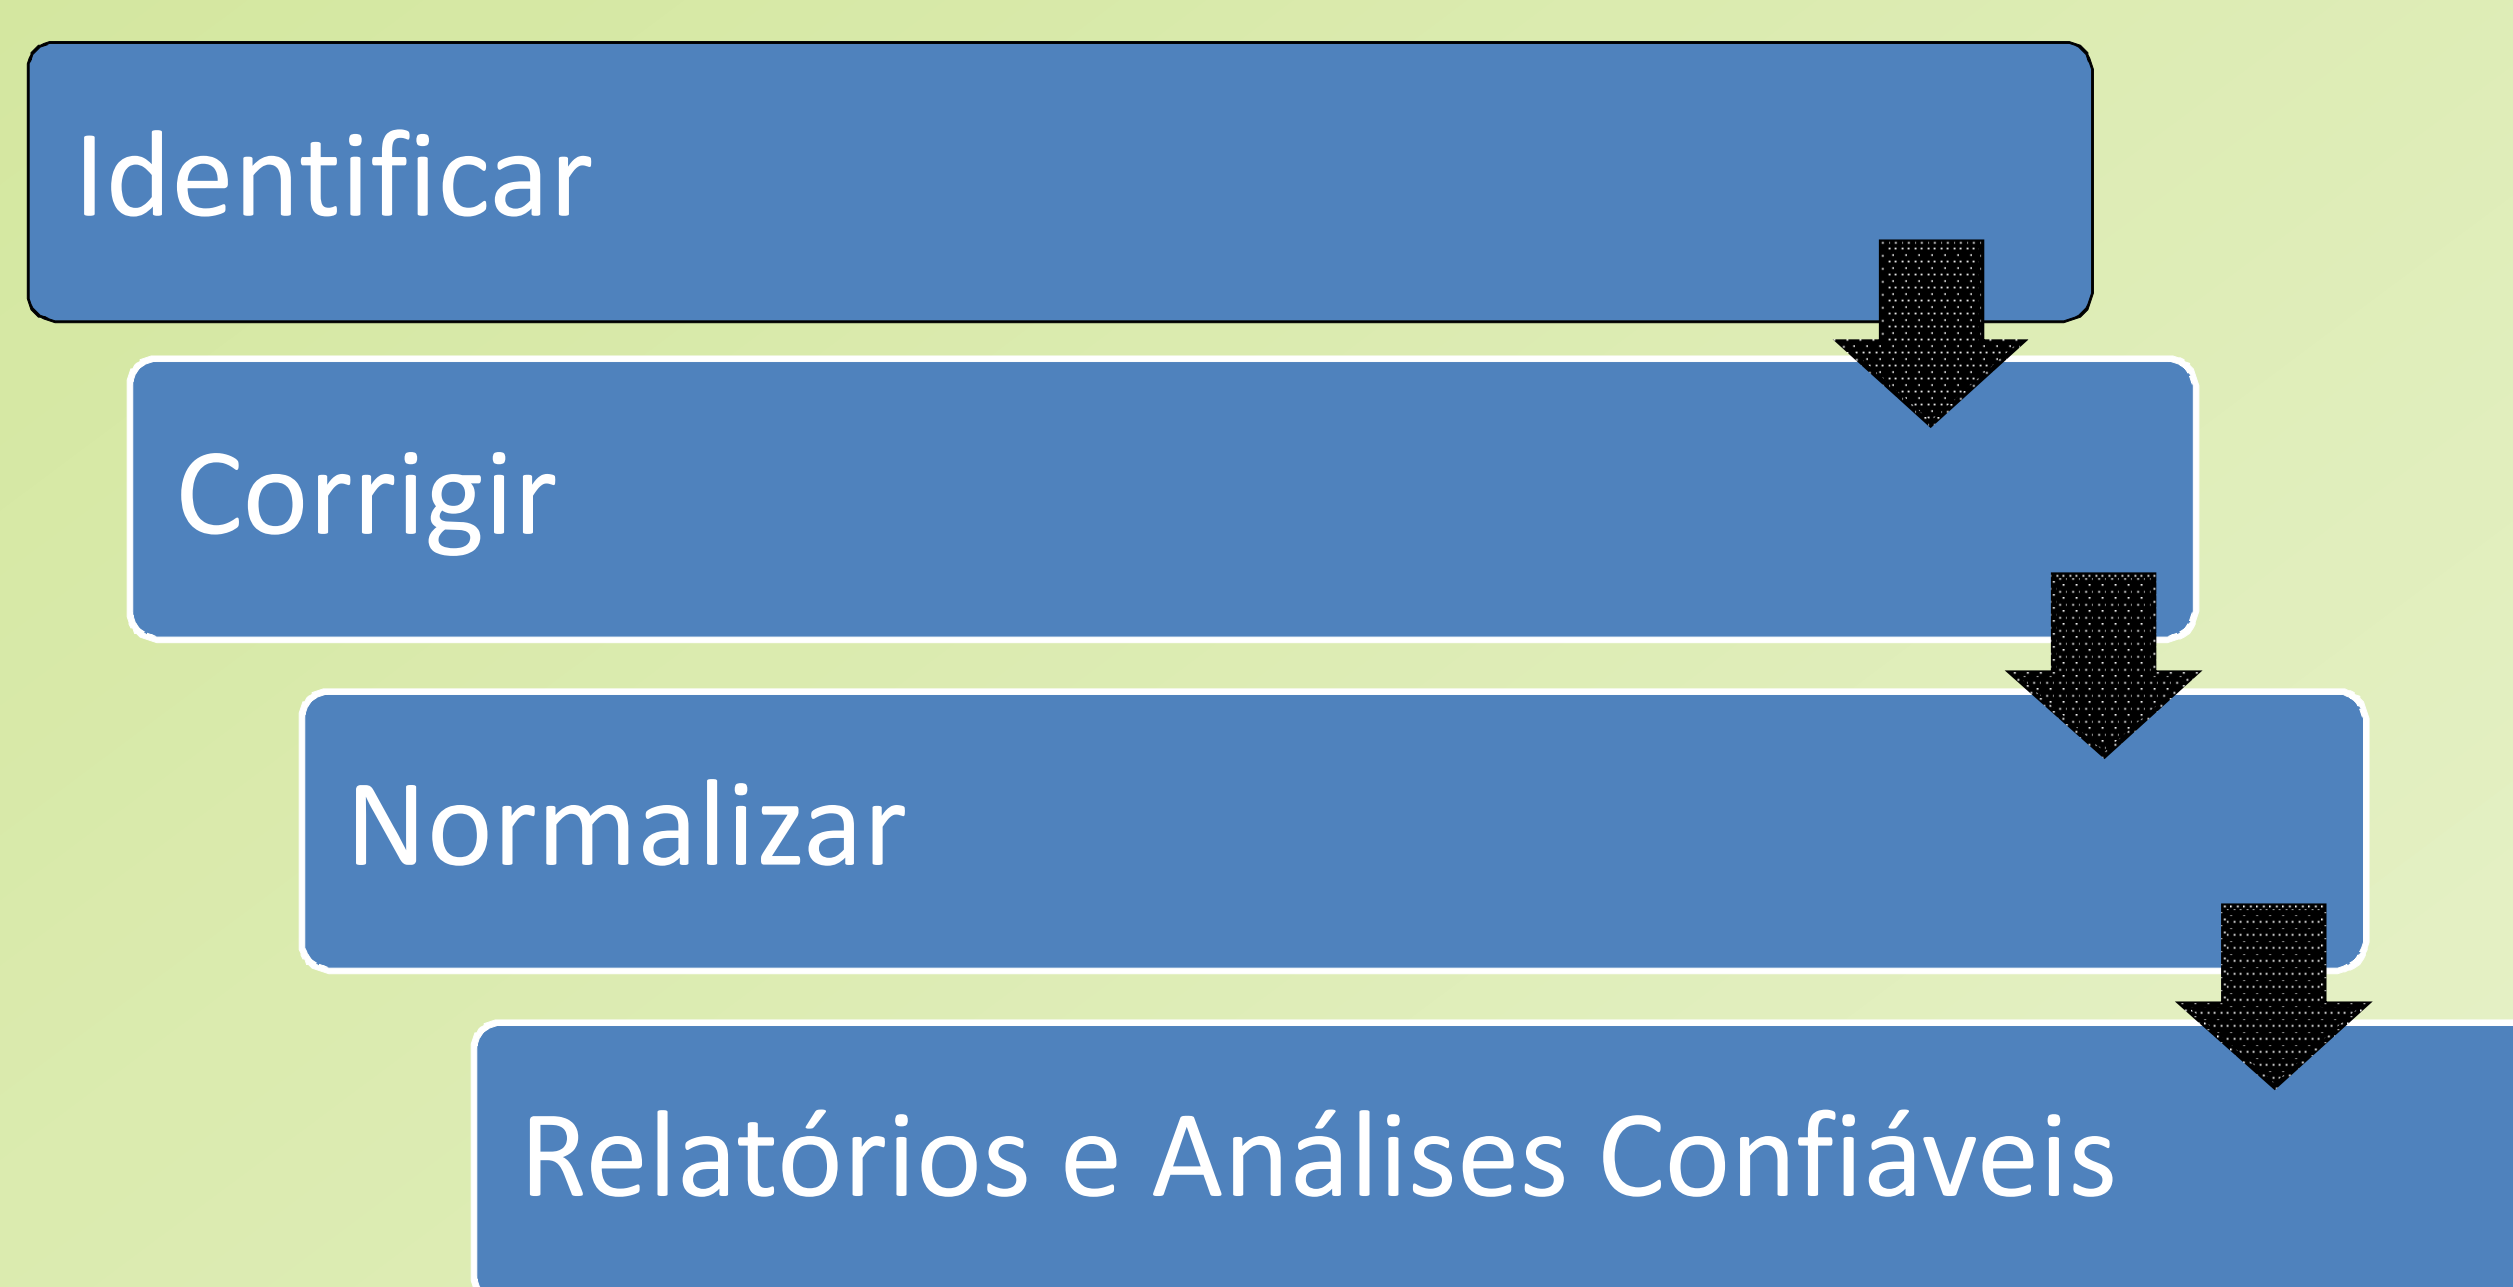 Identificar
Corrigir
Normalizar
Relatórios e Análises Confiáveis